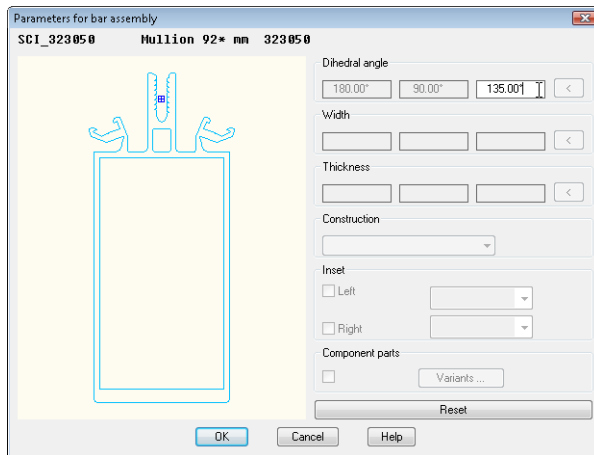 Parameters for bar assembly
SCI_323050 Mullion 92* mm 323050
Dihedral angle
180.00° 90.00° 135.00° <
Width
<
Thickness
<
Construction
Inset
Left
Right
Component parts
Variants ...
Reset
OK Cancel Help